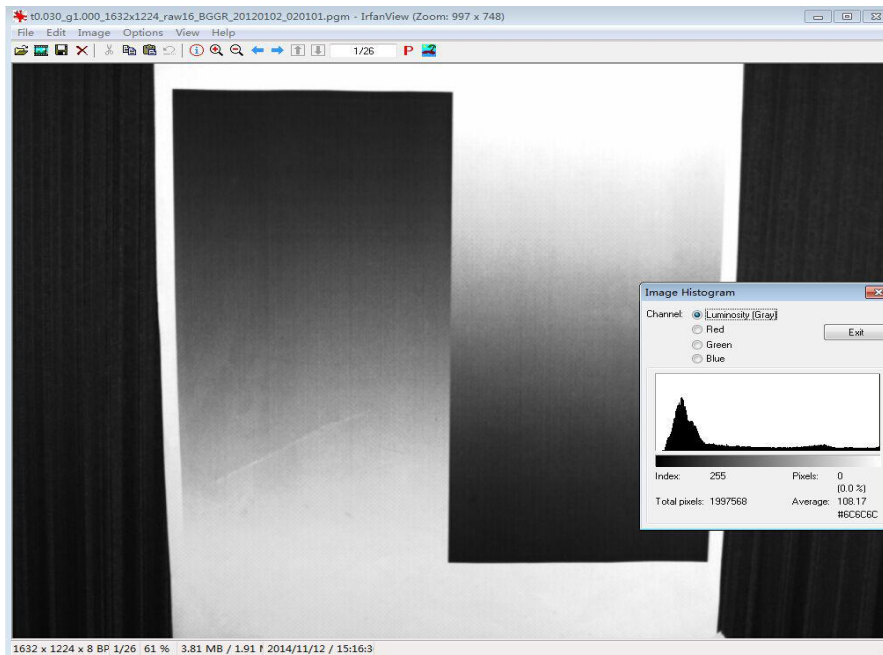 t0.030_g1.000_1632x1224_raw16_BGGR_20120102_020101.pgm - IrfanView (Zoom: 997 x 748)
File Edit Image Options View Help
1/26 P
Image Histogram
Channel: Luminosity (Gray)
Red
Exit
Green
Blue
Index: 255 Pixels: 0
(0.0 %)
Total pixels: 1997568 Average: 108.17
#6C6C6C
1632 x 1224 x 8 BP 1/26 61 % 3.81 MB / 1.91 M 2014/11/12 / 15:16:3